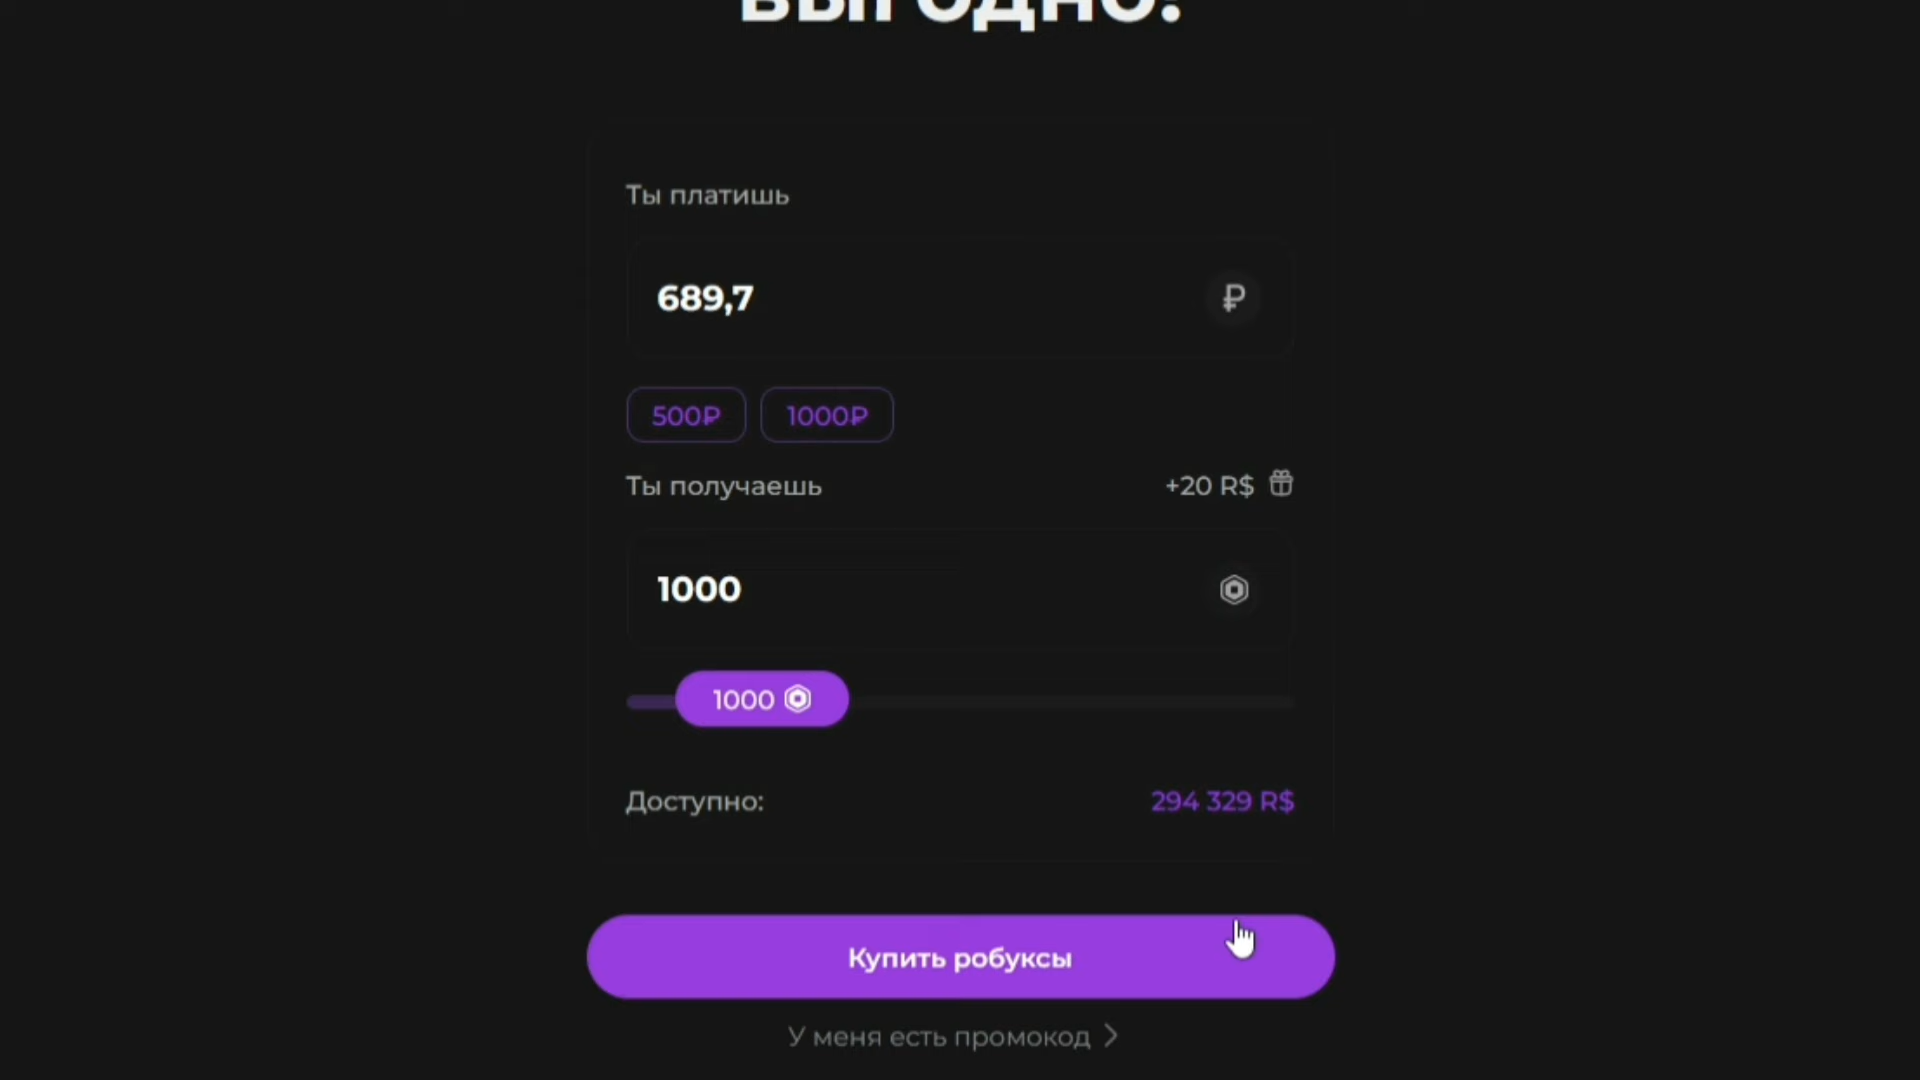 ВЫГОДНО!
Ты платишь
689,7 ₽
500₽ 1000₽
Ты получаешь +20 R$
1000
1000
Доступно: 294 329 R$
Купить робуксы
У меня есть промокод